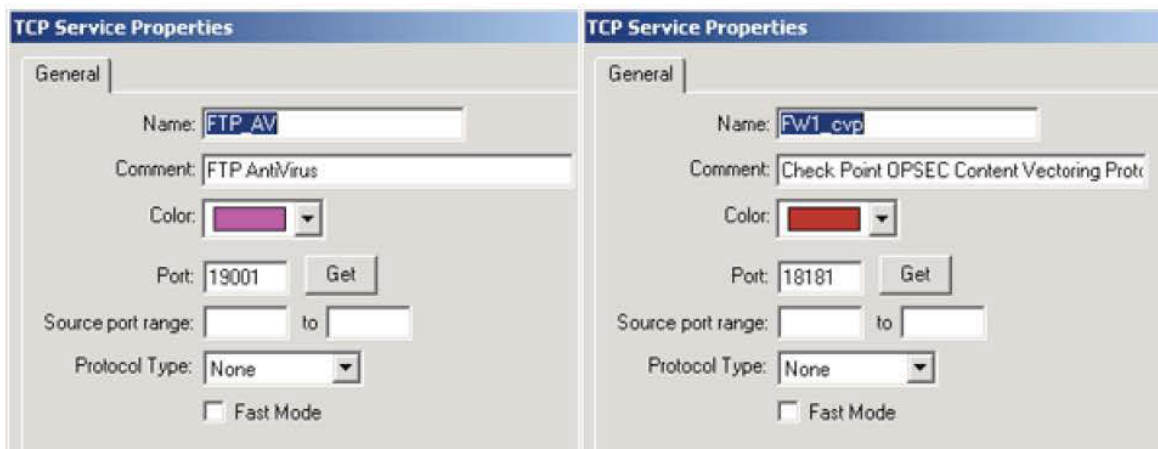 TCP Service Properties
General
Name: FTP_AV
Comment: FTP AntiVirus
Color:
Port: 19001 Get
Source port range: to
Protocol Type: None
Fast Mode
TCP Service Properties
General
Name: FW1_cvp
Comment: Check Point OPSEC Content Vectoring Proto
Color:
Port: 18181 Get
Source port range: to
Protocol Type: None
Fast Mode